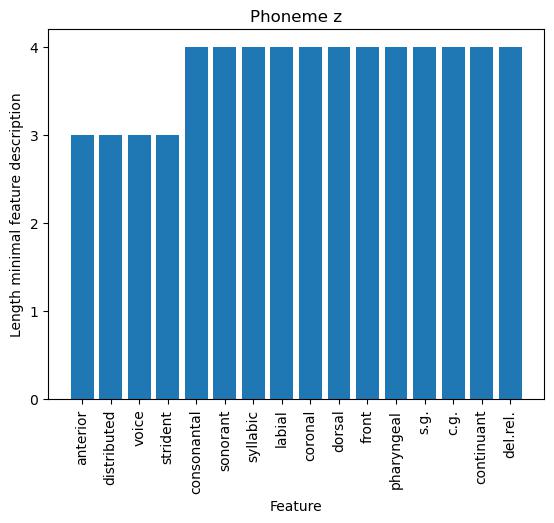 Phoneme z
Length minimal feature description
4
3
2
1
0
anterior
distributed
voice
strident
consonantal
sonorant
syllabic
labial
coronal
dorsal
front
pharyngeal
s.g.
c.g.
continuant
del.rel.
Feature